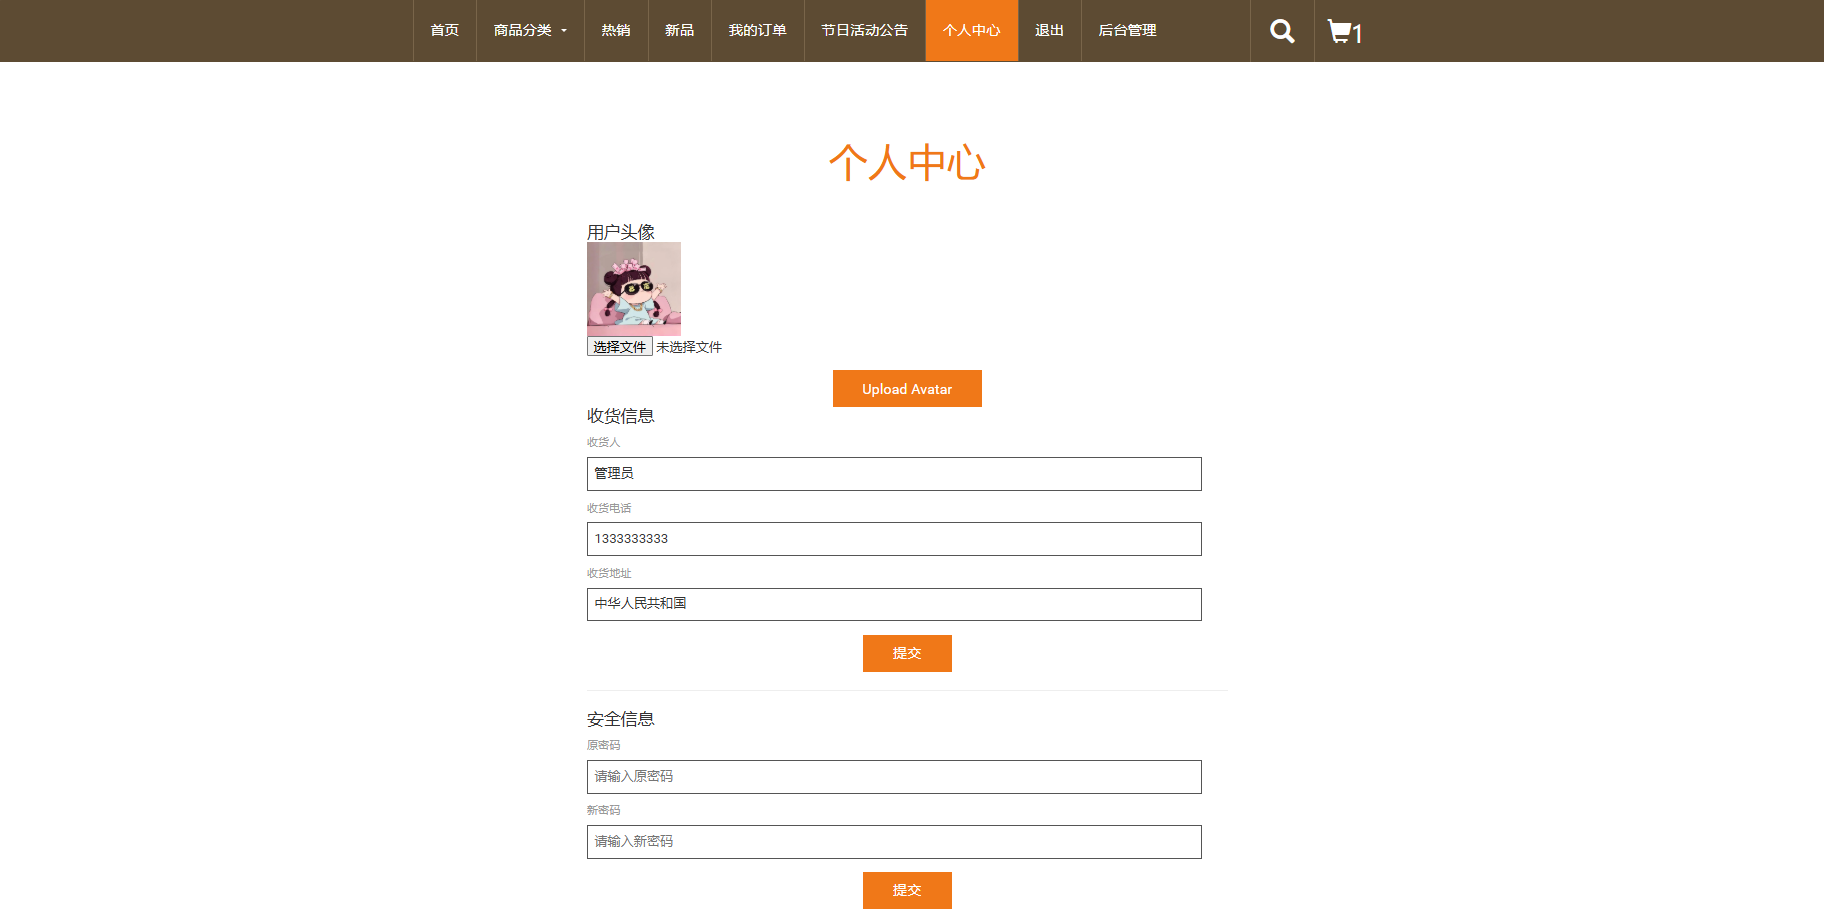 首页 商品分类 热销 新品 我的订单 节日活动公告 个人中心 退出 后台管理 1
个人中心
用户头像
选择文件 未选择文件
Upload Avatar
收货信息
收货人
管理员
收货电话
1333333333
收货地址
中华人民共和国
提交
安全信息
原密码
请输入原密码
新密码
请输入新密码
提交